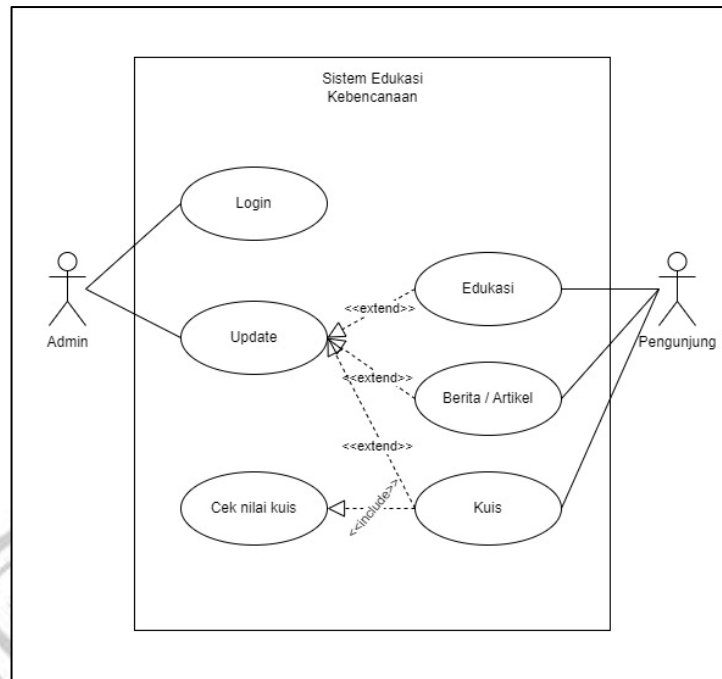 Sistem Edukasi
Kebencanaan
Login
Edukasi
<<extend>>
Admin
Update
Pengunjung
<<extend>>
Berita / Artikel
<<extend>>
Cek nilai kuis
<<include>>
Kuis